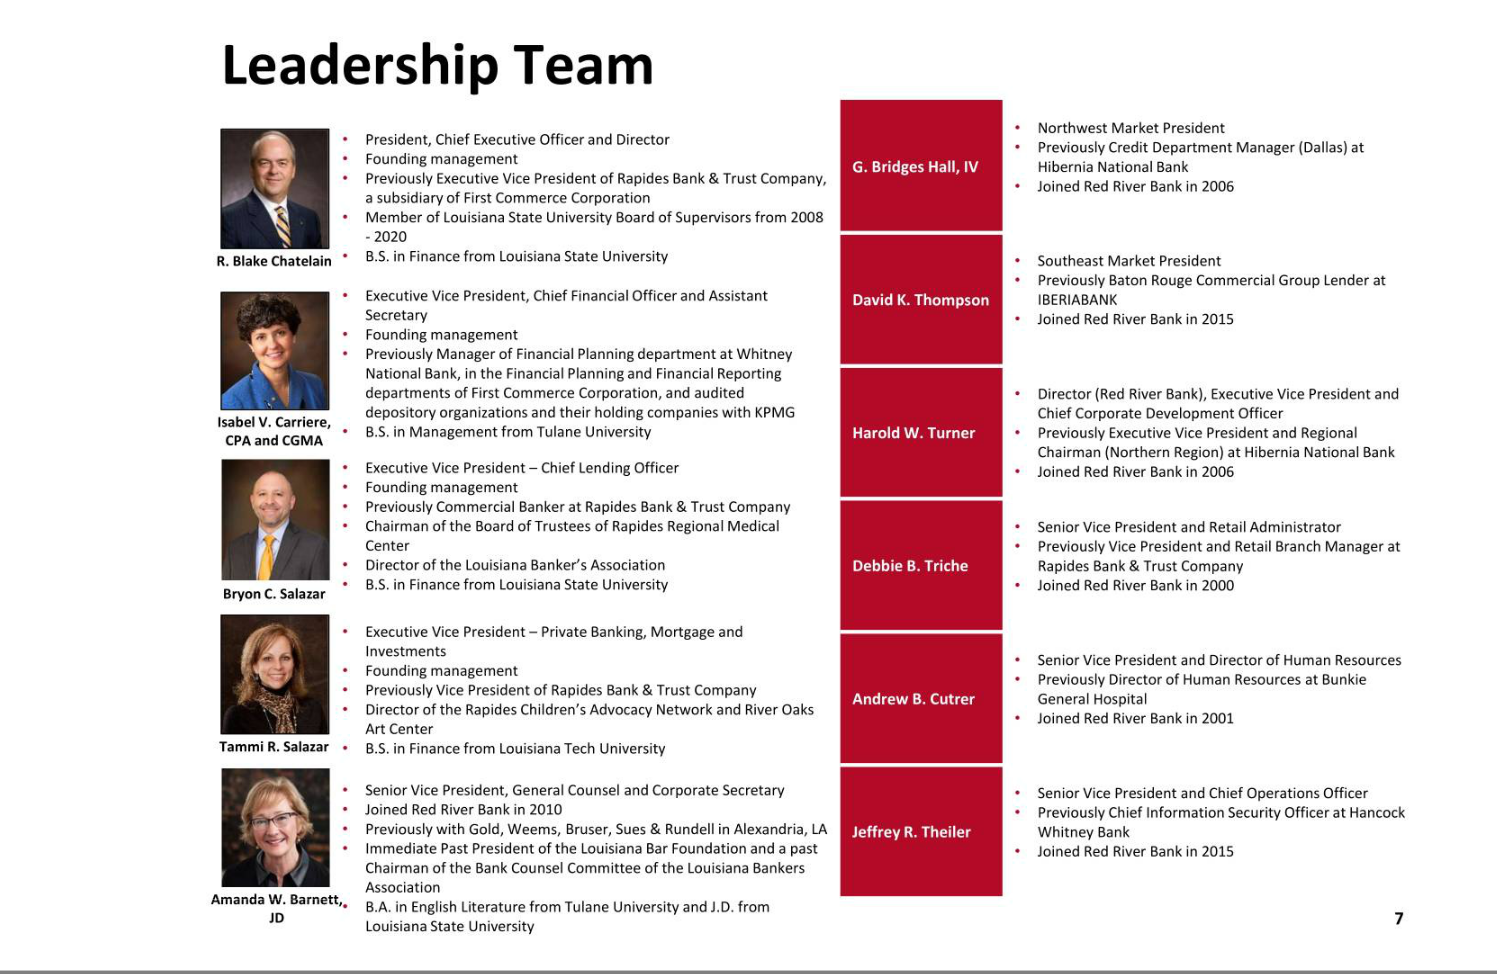 Leadership Team
• President, Chief Executive Officer and Director
• Founding management
• Previously Executive Vice President of Rapides Bank & Trust Company,
a subsidiary of First Commerce Corporation
• Member of Louisiana State University Board of Supervisors from 2008
- 2020
• B.S. in Finance from Louisiana State University
R. Blake Chatelain
• Executive Vice President, Chief Financial Officer and Assistant
Secretary
• Founding management
• Previously Manager of Financial Planning department at Whitney
National Bank, in the Financial Planning and Financial Reporting
departments of First Commerce Corporation, and audited
depository organizations and their holding companies with KPMG
• B.S. in Management from Tulane University
Isabel V. Carriere,
CPA and CGMA
• Executive Vice President – Chief Lending Officer
• Founding management
• Previously Commercial Banker at Rapides Bank & Trust Company
• Chairman of the Board of Trustees of Rapides Regional Medical
Center
• Director of the Louisiana Banker’s Association
• B.S. in Finance from Louisiana State University
Bryon C. Salazar
• Executive Vice President – Private Banking, Mortgage and
Investments
• Founding management
• Previously Vice President of Rapides Bank & Trust Company
• Director of the Rapides Children’s Advocacy Network and River Oaks
Art Center
• B.S. in Finance from Louisiana Tech University
Tammi R. Salazar
• Senior Vice President, General Counsel and Corporate Secretary
• Joined Red River Bank in 2010
• Previously with Gold, Weems, Bruser, Sues & Rundell in Alexandria, LA
• Immediate Past President of the Louisiana Bar Foundation and a past
Chairman of the Bank Counsel Committee of the Louisiana Bankers
Association
• B.A. in English Literature from Tulane University and J.D. from
Louisiana State University
Amanda W. Barnett,
JD
G. Bridges Hall, IV
• Northwest Market President
• Previously Credit Department Manager (Dallas) at
Hibernia National Bank
• Joined Red River Bank in 2006
David K. Thompson
• Southeast Market President
• Previously Baton Rouge Commercial Group Lender at
IBERIABANK
• Joined Red River Bank in 2015
Harold W. Turner
• Director (Red River Bank), Executive Vice President and
Chief Corporate Development Officer
• Previously Executive Vice President and Regional
Chairman (Northern Region) at Hibernia National Bank
• Joined Red River Bank in 2006
Debbie B. Triche
• Senior Vice President and Retail Administrator
• Previously Vice President and Retail Branch Manager at
Rapides Bank & Trust Company
• Joined Red River Bank in 2000
Andrew B. Cutrer
• Senior Vice President and Director of Human Resources
• Previously Director of Human Resources at Bunkie
General Hospital
• Joined Red River Bank in 2001
Jeffrey R. Theiler
• Senior Vice President and Chief Operations Officer
• Previously Chief Information Security Officer at Hancock
Whitney Bank
• Joined Red River Bank in 2015
7